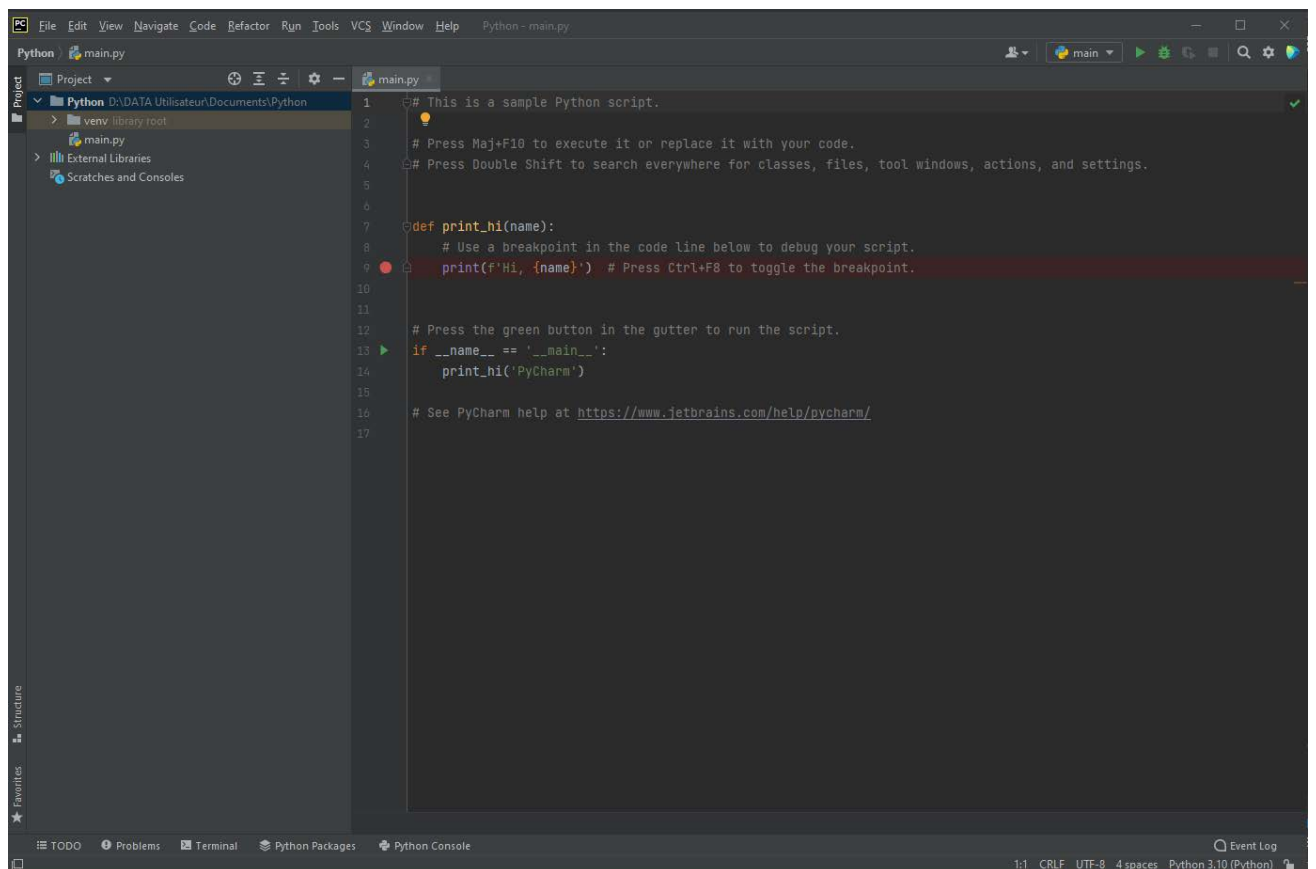 PC File Edit View Navigate Code Refactor Run Tools VCS Window Help Python - main.py
Python main.py main
Project Project main.py
Python D:\DATA Utilisateur\Documents\Python
venv library root
main.py
External Libraries
Scratches and Consoles
1 # This is a sample Python script.
2
3 # Press Maj+F10 to execute it or replace it with your code.
4 # Press Double Shift to search everywhere for classes, files, tool windows, actions, and settings.
5
6
7 def print_hi(name):
8 # Use a breakpoint in the code line below to debug your script.
9 print(f'Hi, {name}') # Press Ctrl+F8 to toggle the breakpoint.
10
11
12 # Press the green button in the gutter to run the script.
13 if __name__ == '__main__':
14 print_hi('PyCharm')
15
16 # See PyCharm help at https://www.jetbrains.com/help/pycharm/
17
Structure
Favorites
TODO Problems Terminal Python Packages Python Console Event Log
1:1 CRLF UTF-8 4 spaces Python 3.10 (Python)